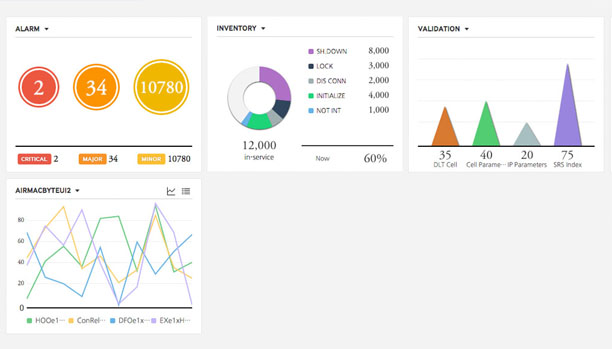 ALARM
2
34
10780
CRITICAL 2
MAJOR 34
MINOR 10780
INVENTORY
SH.DOWN 8,000
LOCK 3,000
DIS CONN 2,000
INITIALIZE 4,000
NOT INT 1,000
12,000
in-service
Now 60%
VALIDATION
35 40 20 75
DLT Cell Cell Parame··· IP Parameters SRS Index
AIRMACBYTEUI2
80
60
40
20
0
HOOe1··· ConRel··· DFOe1x··· EXe1xH···